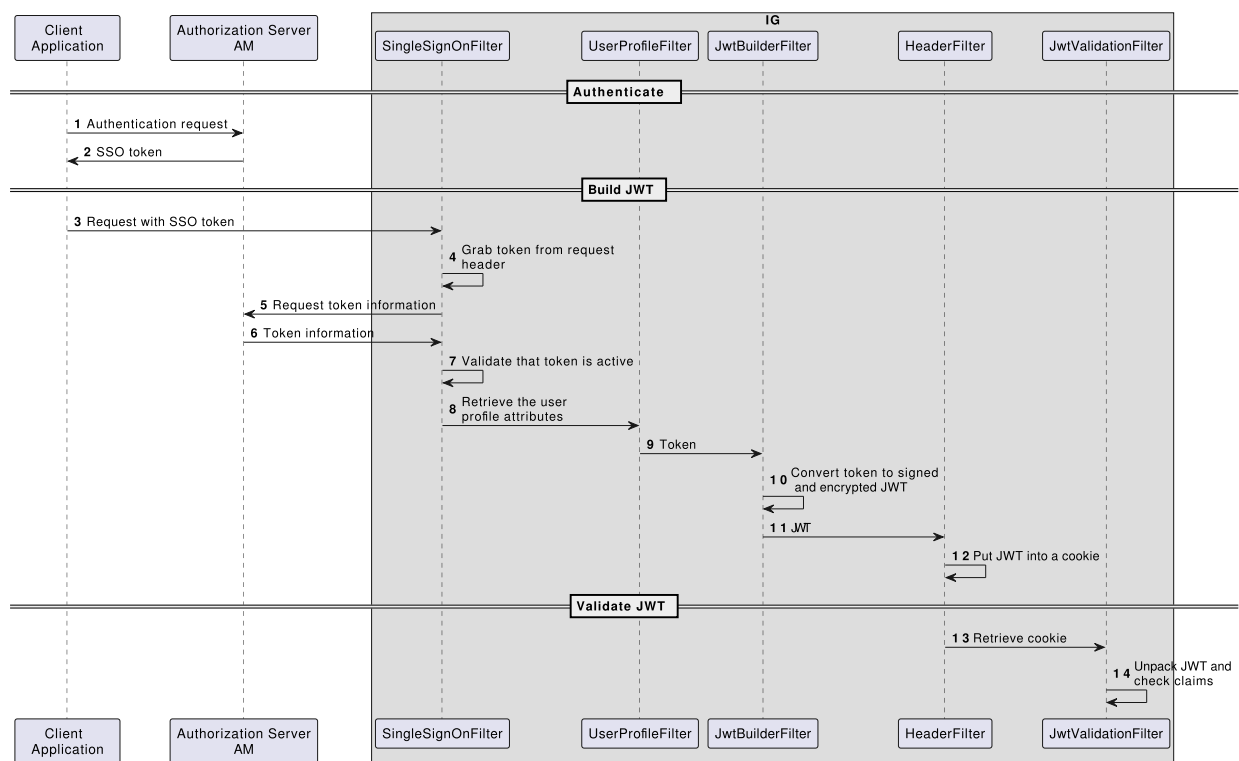 IG
Client
Application
Authorization Server
AM
SingleSignOnFilter
UserProfileFilter
JwtBuilderFilter
HeaderFilter
JwtValidationFilter
Authenticate
1 Authentication request
2 SSO token
Build JWT
3 Request with SSO token
4 Grab token from request
header
5 Request token information
6 Token information
7 Validate that token is active
8 Retrieve the user
profile attributes
9 Token
10 Convert token to signed
and encrypted JWT
11 JWT
12 Put JWT into a cookie
Validate JWT
13 Retrieve cookie
14 Unpack JWT and
check claims
Client
Application
Authorization Server
AM
SingleSignOnFilter
UserProfileFilter
JwtBuilderFilter
HeaderFilter
JwtValidationFilter